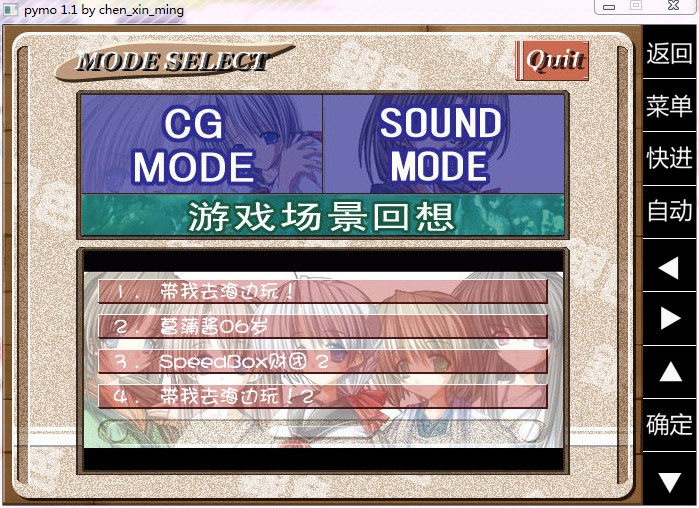 pymo 1.1 by chen_xin_ming
MODE SELECT
Quit
CG
MODE
SOUND
MODE
游戏场景回想
1. 带我去海边玩！
2. 菖蒲酱06岁
3. SpeedBox财团 2
4. 带我去海边玩！2
返回
菜单
快进
自动
确定